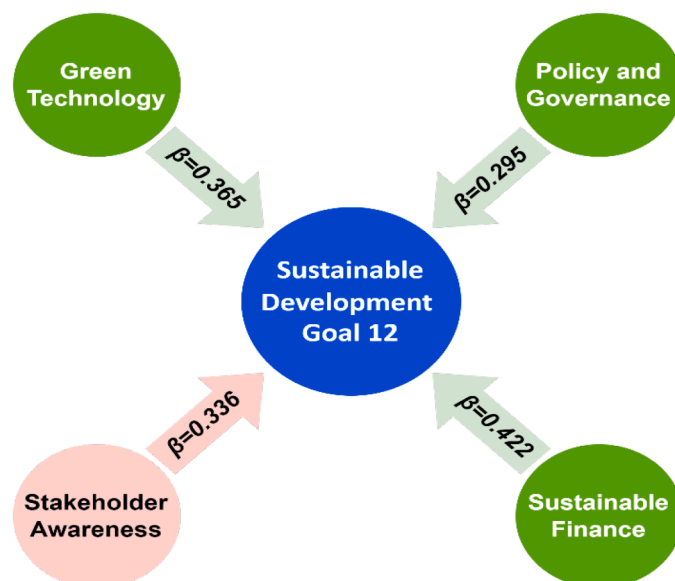 Green
Technology
Policy and
Governance
β=0.365
β=0.295
Sustainable
Development
Goal 12
β=0.336
β=0.422
Stakeholder
Awareness
Sustainable
Finance